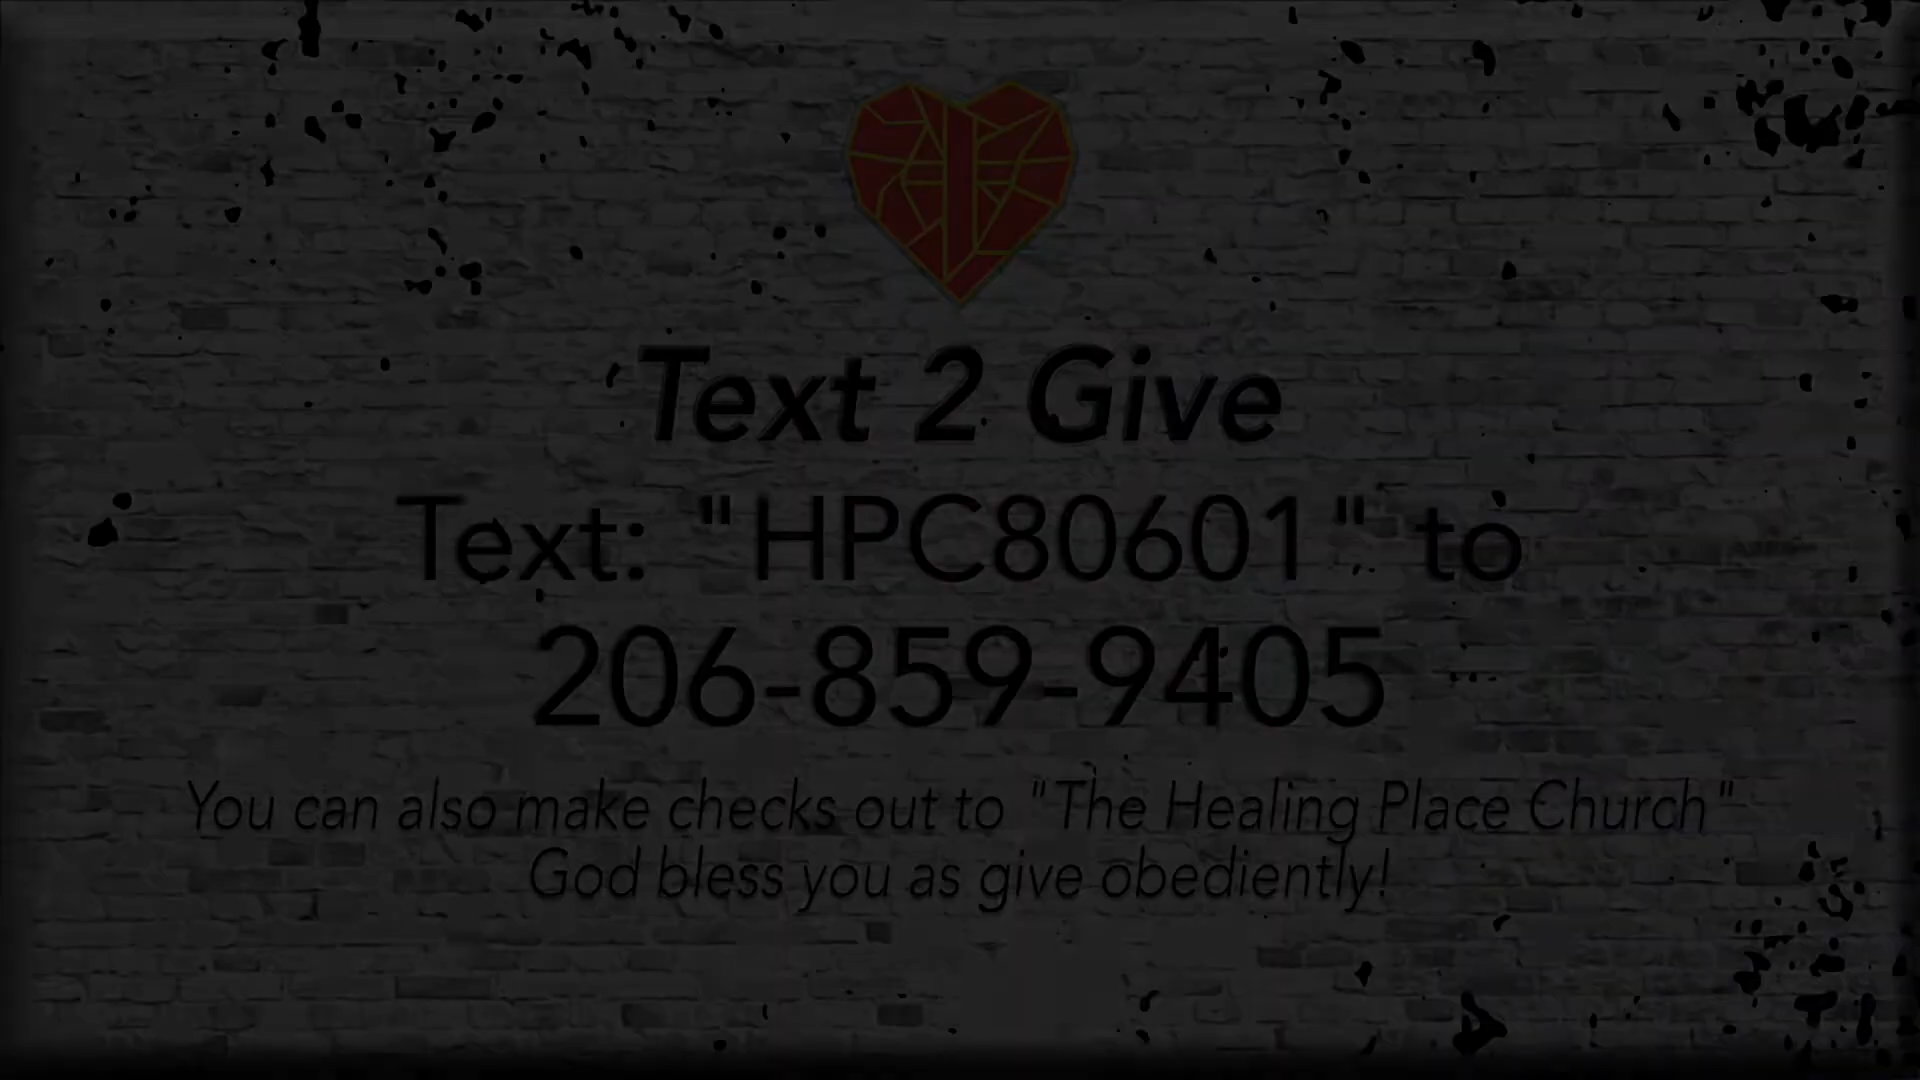 Text 2 Give
Text: "HPC80601" to
206-859-9405
You can also make checks out to "The Healing Place Church"
God bless you as give obediently!